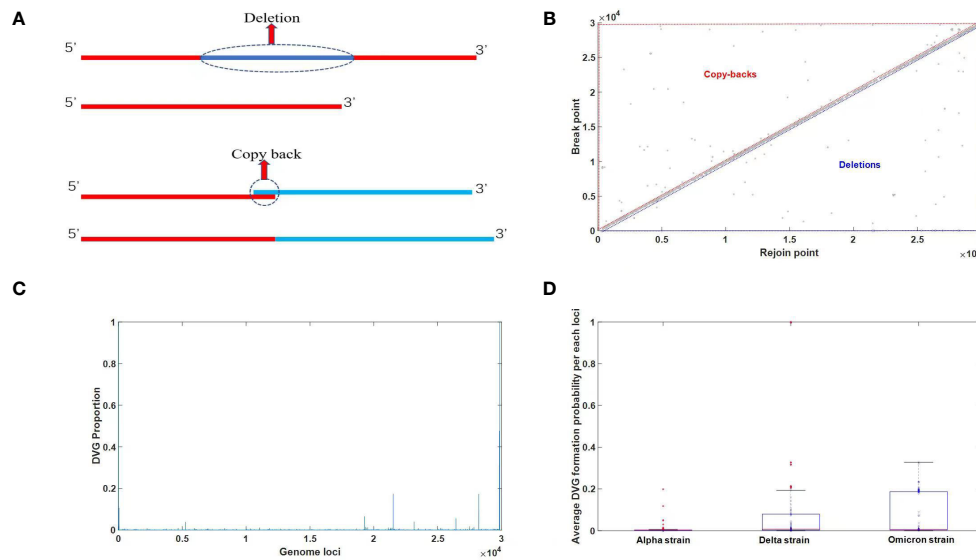 A
Deletion
5’
3’
5’
3’
Copy back
5’
3’
5’
3’
B
×10⁴
3
2.5
2
1.5
1
0.5
0
Break point
Copy-backs
Deletions
0
0.5
1
1.5
2
2.5
Rejoin point
×10
C
1
0.8
0.6
0.4
0.2
0
DVG Proportion
0
0.5
1
1.5
2
2.5
3
Genome loci
×10⁴
D
1
0.8
0.6
0.4
0.2
0
Average DVG formation probability per each loci
Alpha strain
Delta strain
Omicron strain